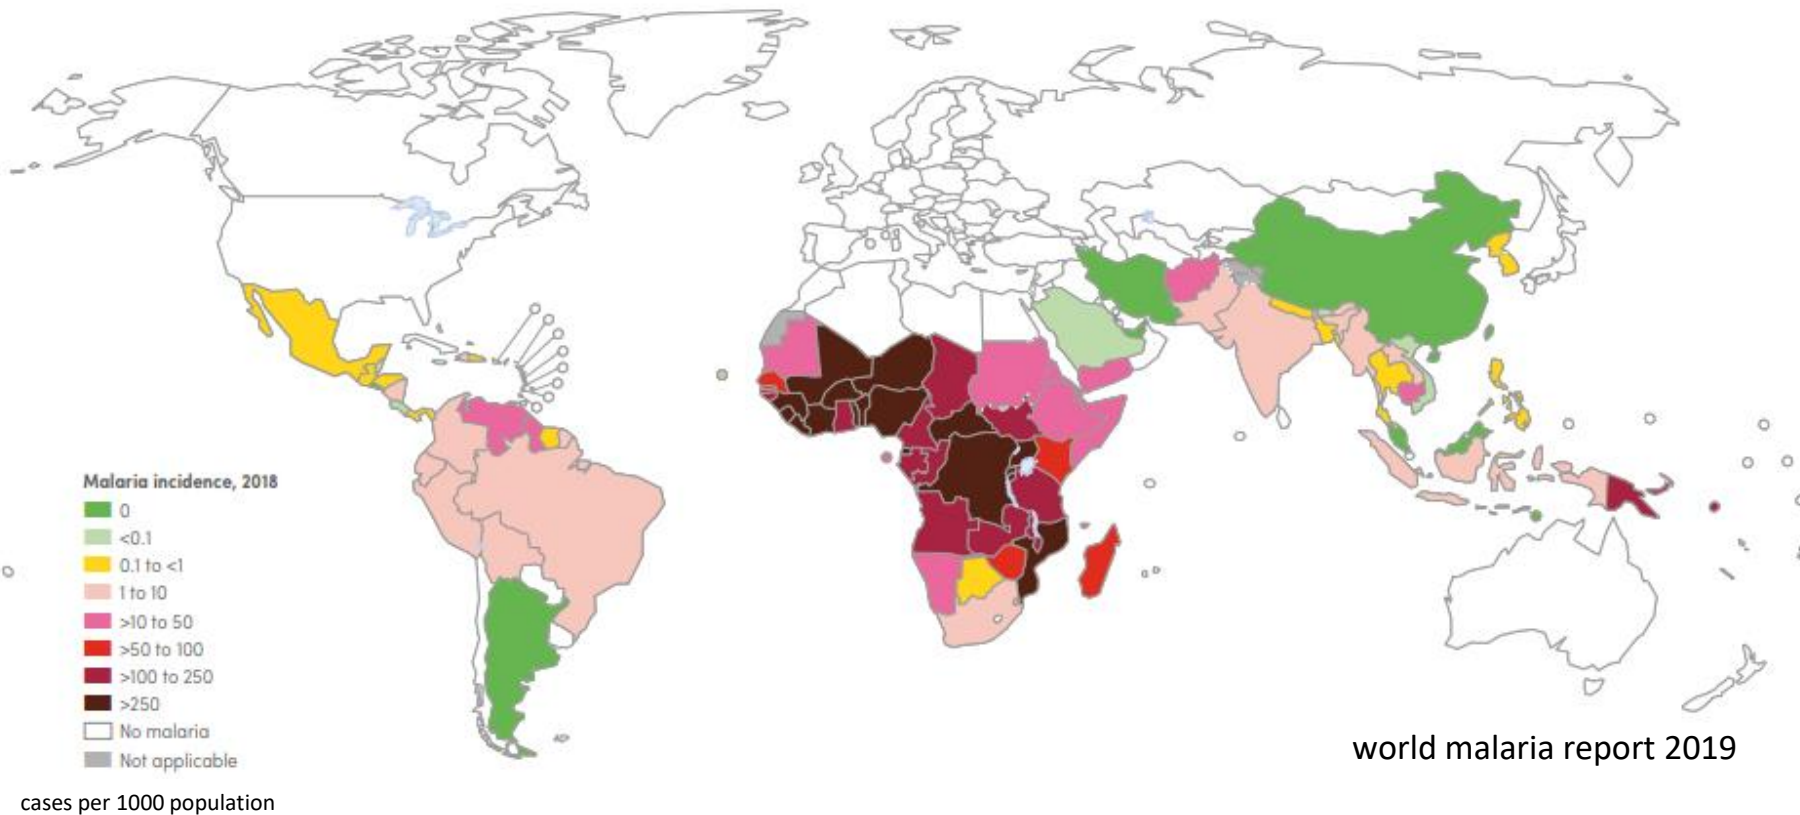 Malaria incidence, 2018
0
<0.1
0.1 to <1
1 to 10
>10 to 50
>50 to 100
>100 to 250
>250
No malaria
Not applicable
world malaria report 2019
cases per 1000 population